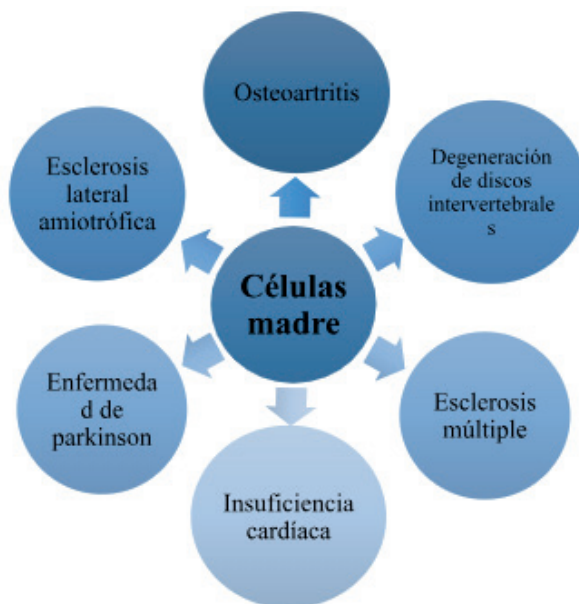 Osteoartritis
Degeneración
de discos
intervertebrale
s
Esclerosis
múltiple
Insuficiencia
cardíaca
Enfermeda
d de
parkinson
Esclerosis
lateral
amiotrófica
Células
madre